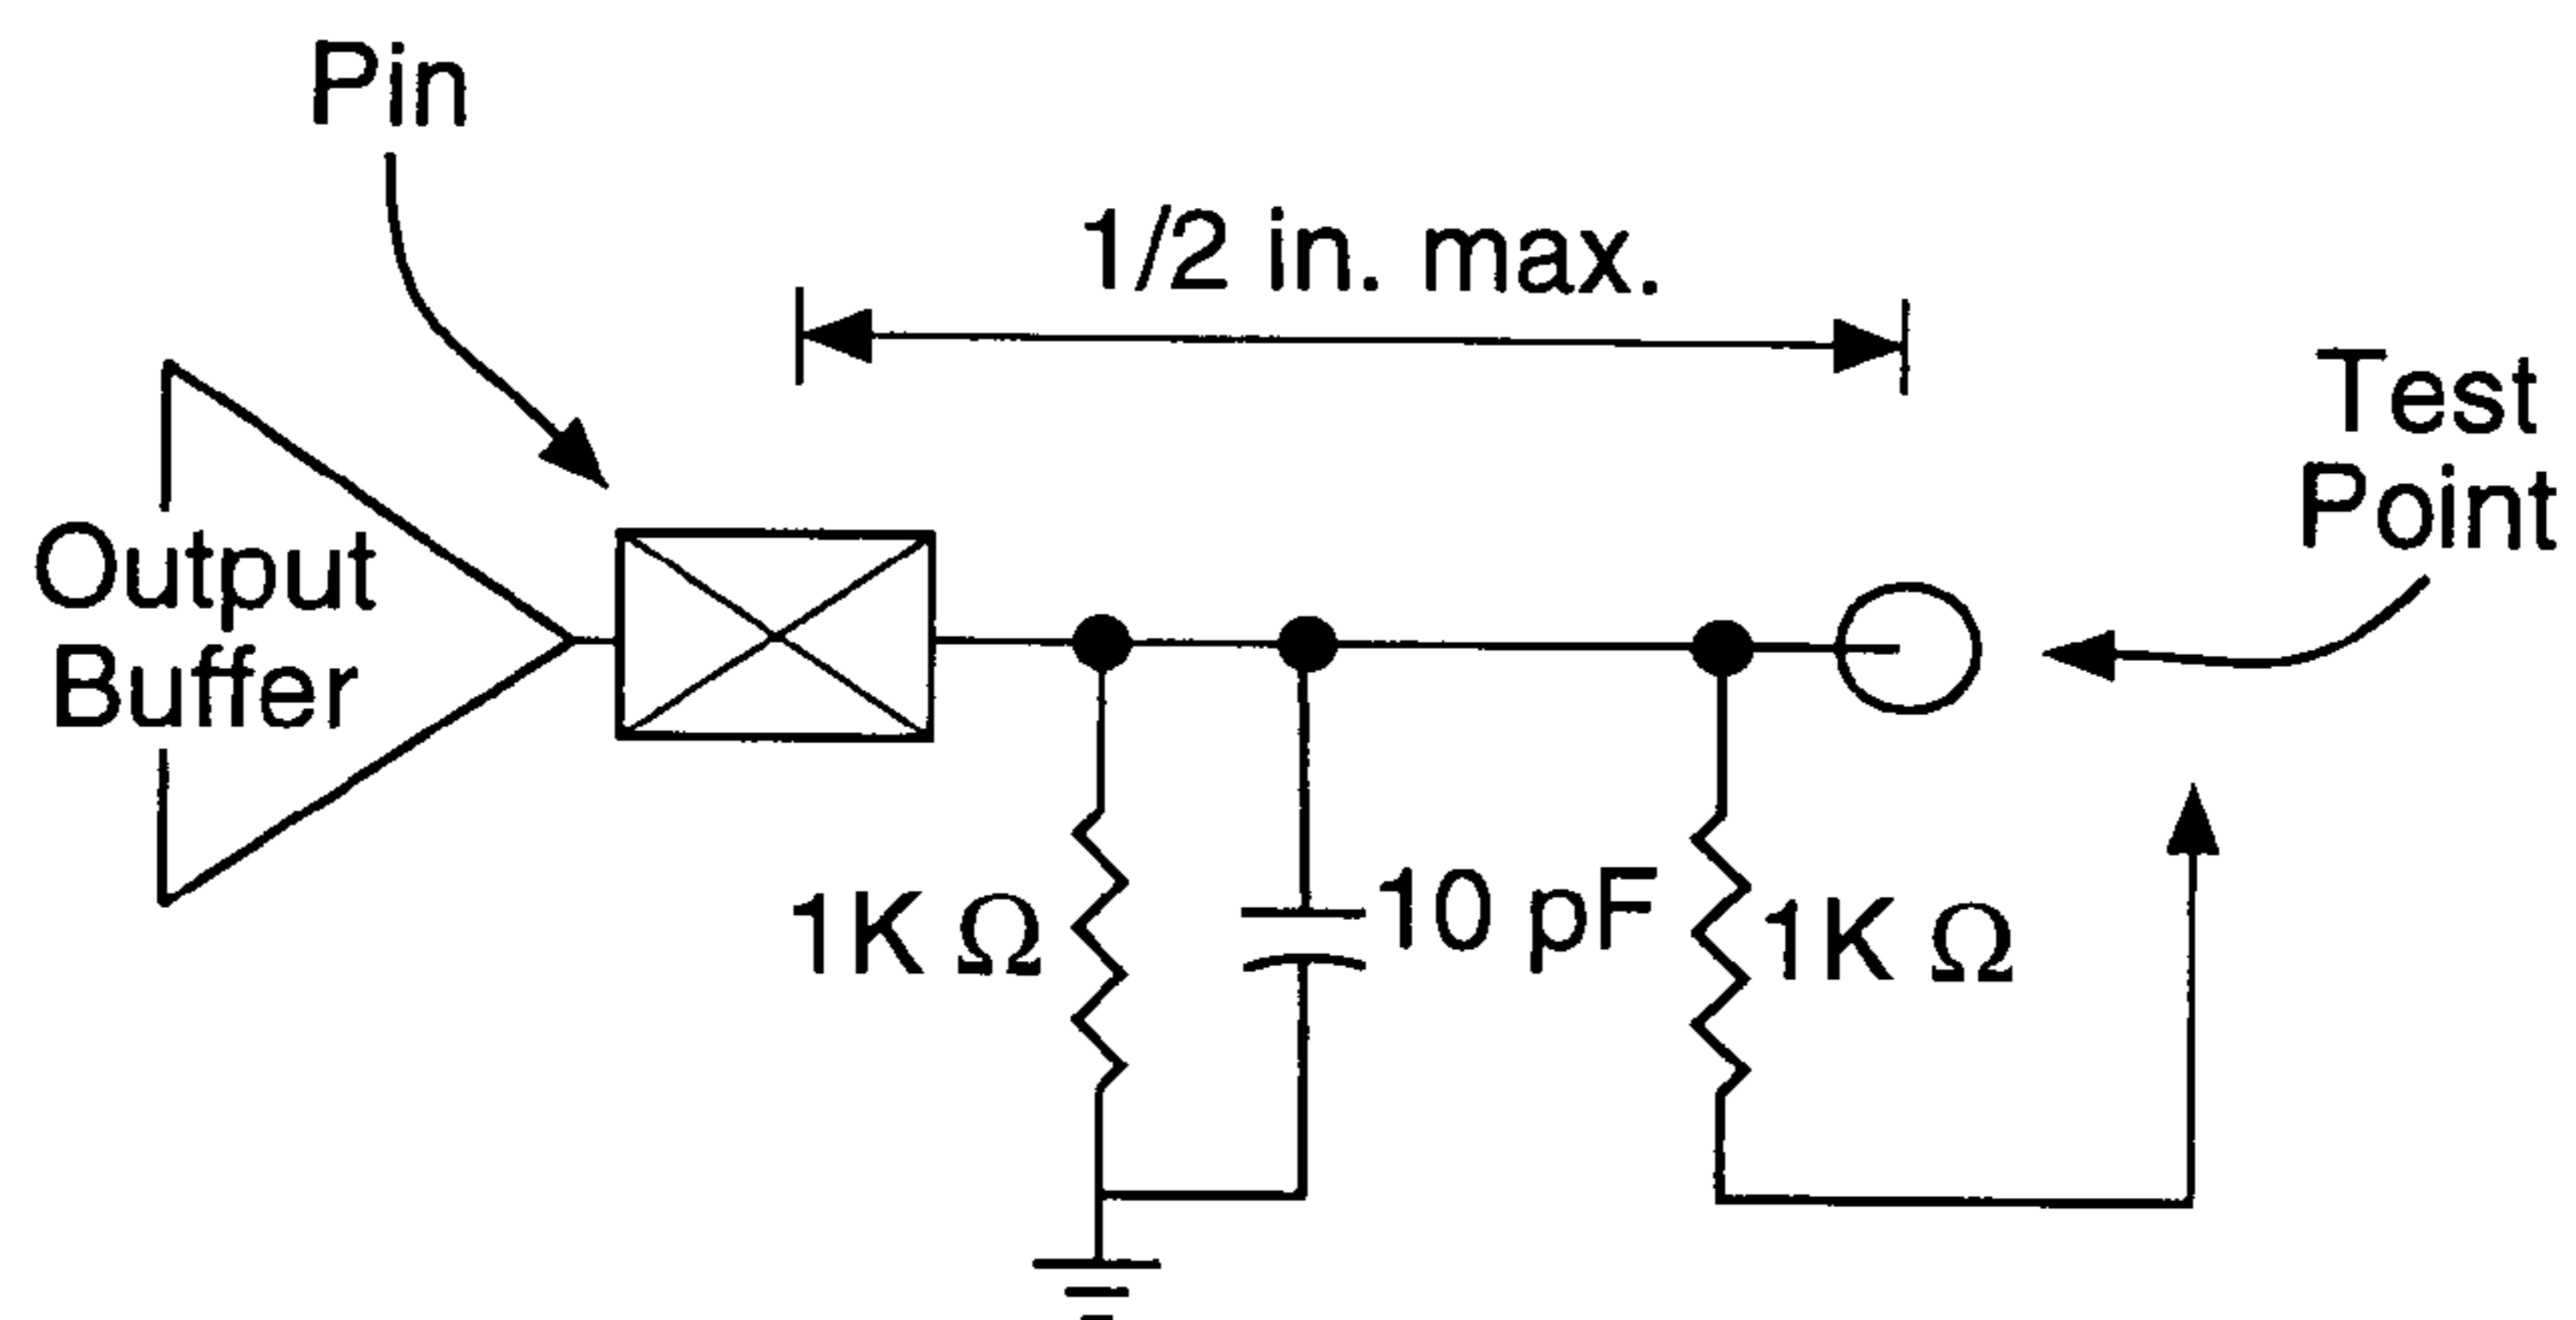 Pin
1/2 in. max.
Test
Point
Output
Buffer
1K Ω
10 pF
1K Ω